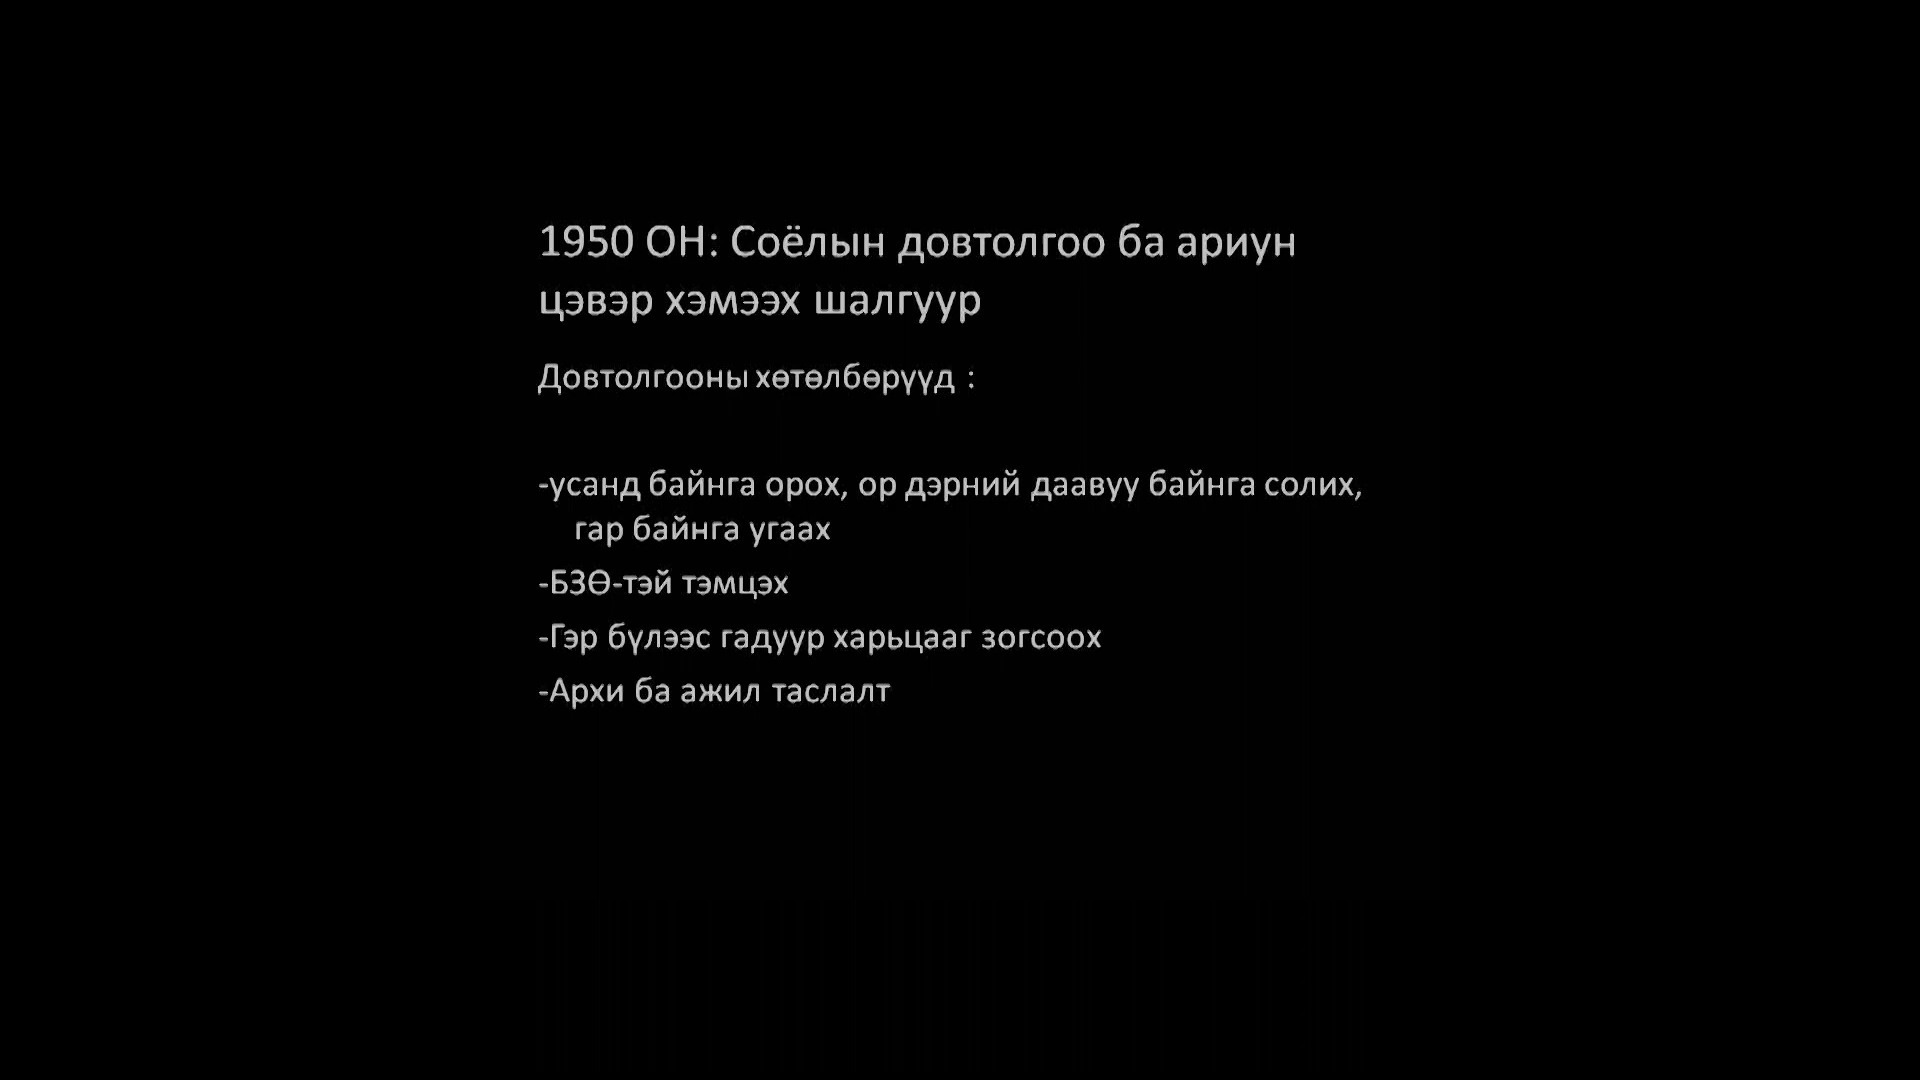 1950 ОН: Соёлын довтолгоо ба ариун
цэвэр хэмээх шалгуур
Довтолгооны хөтөлбөрүүд :
-усанд байнга орох, ор дэрний даавуу байнга солих,
гар байнга угаах
-БЗӨ-тэй тэмцэх
-Гэр бүлээс гадуур харьцааг зогсоох
-Архи ба ажил таслалт